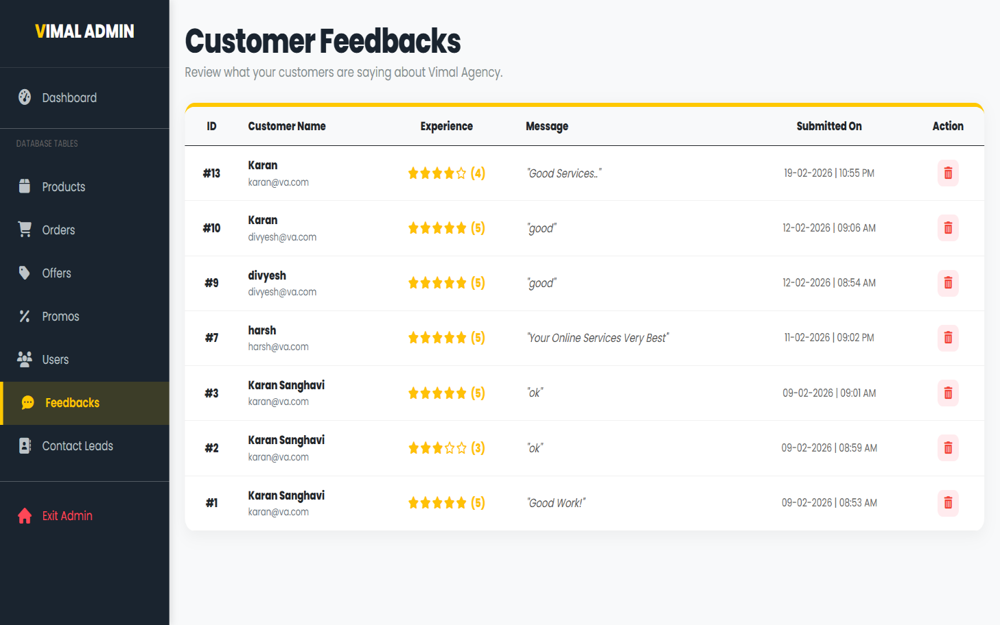 VIMAL ADMIN
Dashboard
DATABASE TABLES
Products
Orders
Offers
Promos
Users
Feedbacks
Contact Leads
Exit Admin
Customer Feedbacks
Review what your customers are saying about Vimal Agency.
ID Customer Name Experience Message Submitted On Action
#13 Karan karan@va.com (4) "Good Services.." 19-02-2026 | 10:55 PM
#10 Karan divyesh@va.com (5) "good" 12-02-2026 | 09:06 AM
#9 divyesh divyesh@va.com (5) "good" 12-02-2026 | 08:54 AM
#7 harsh harsh@va.com (5) "Your Online Services Very Best" 11-02-2026 | 09:02 PM
#3 Karan Sanghavi karan@va.com (5) "ok" 09-02-2026 | 09:01 AM
#2 Karan Sanghavi karan@va.com (3) "ok" 09-02-2026 | 08:59 AM
#1 Karan Sanghavi karan@va.com (5) "Good Work!" 09-02-2026 | 08:53 AM